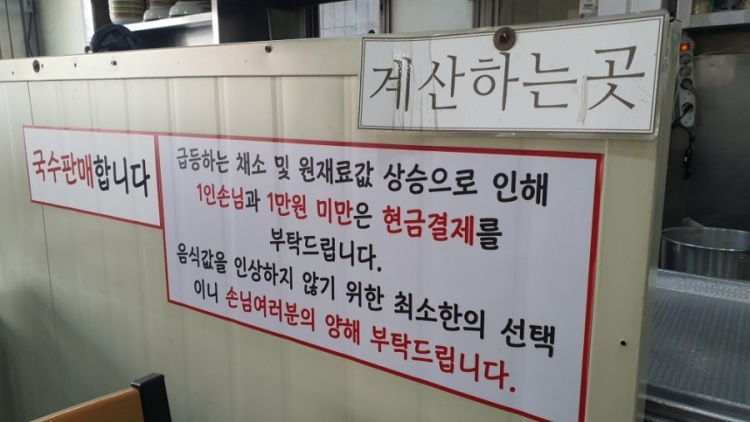 계산하는곳
국수판매합니다
급등하는 채소 및 원재료값 상승으로 인해
1인손님과 1만원 미만은 현금결제를
부탁드립니다.
음식값을 인상하지 않기 위한 최소한의 선택
이니 손님여러분의 양해 부탁드립니다.